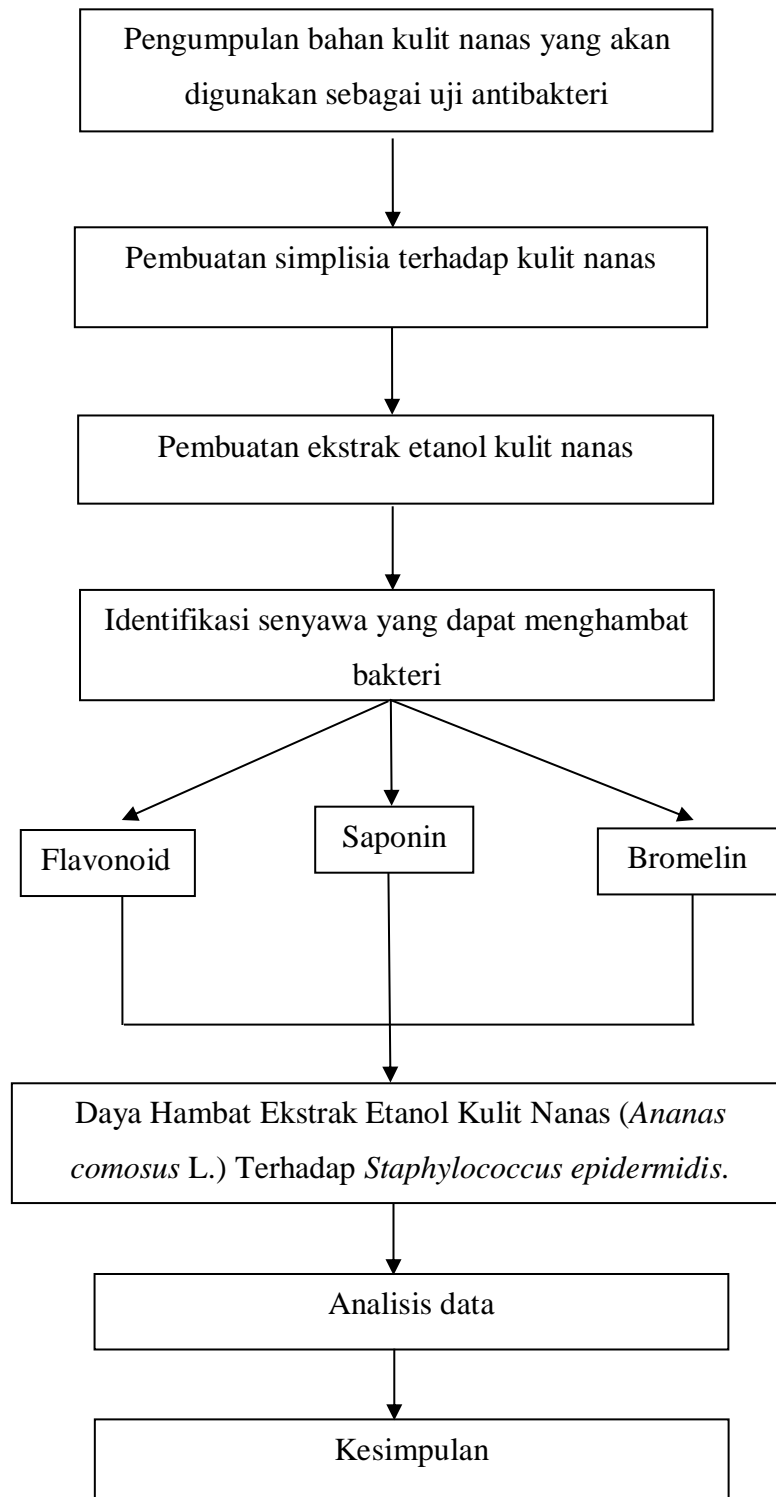 Pengumpulan bahan kulit nanas yang akan
digunakan sebagai uji antibakteri
Pembuatan simplisia terhadap kulit nanas
Pembuatan ekstrak etanol kulit nanas
Identifikasi senyawa yang dapat menghambat
bakteri
Flavonoid
Saponin
Bromelin
Daya Hambat Ekstrak Etanol Kulit Nanas (Ananas
comosus L.) Terhadap Staphylococcus epidermidis.
Analisis data
Kesimpulan